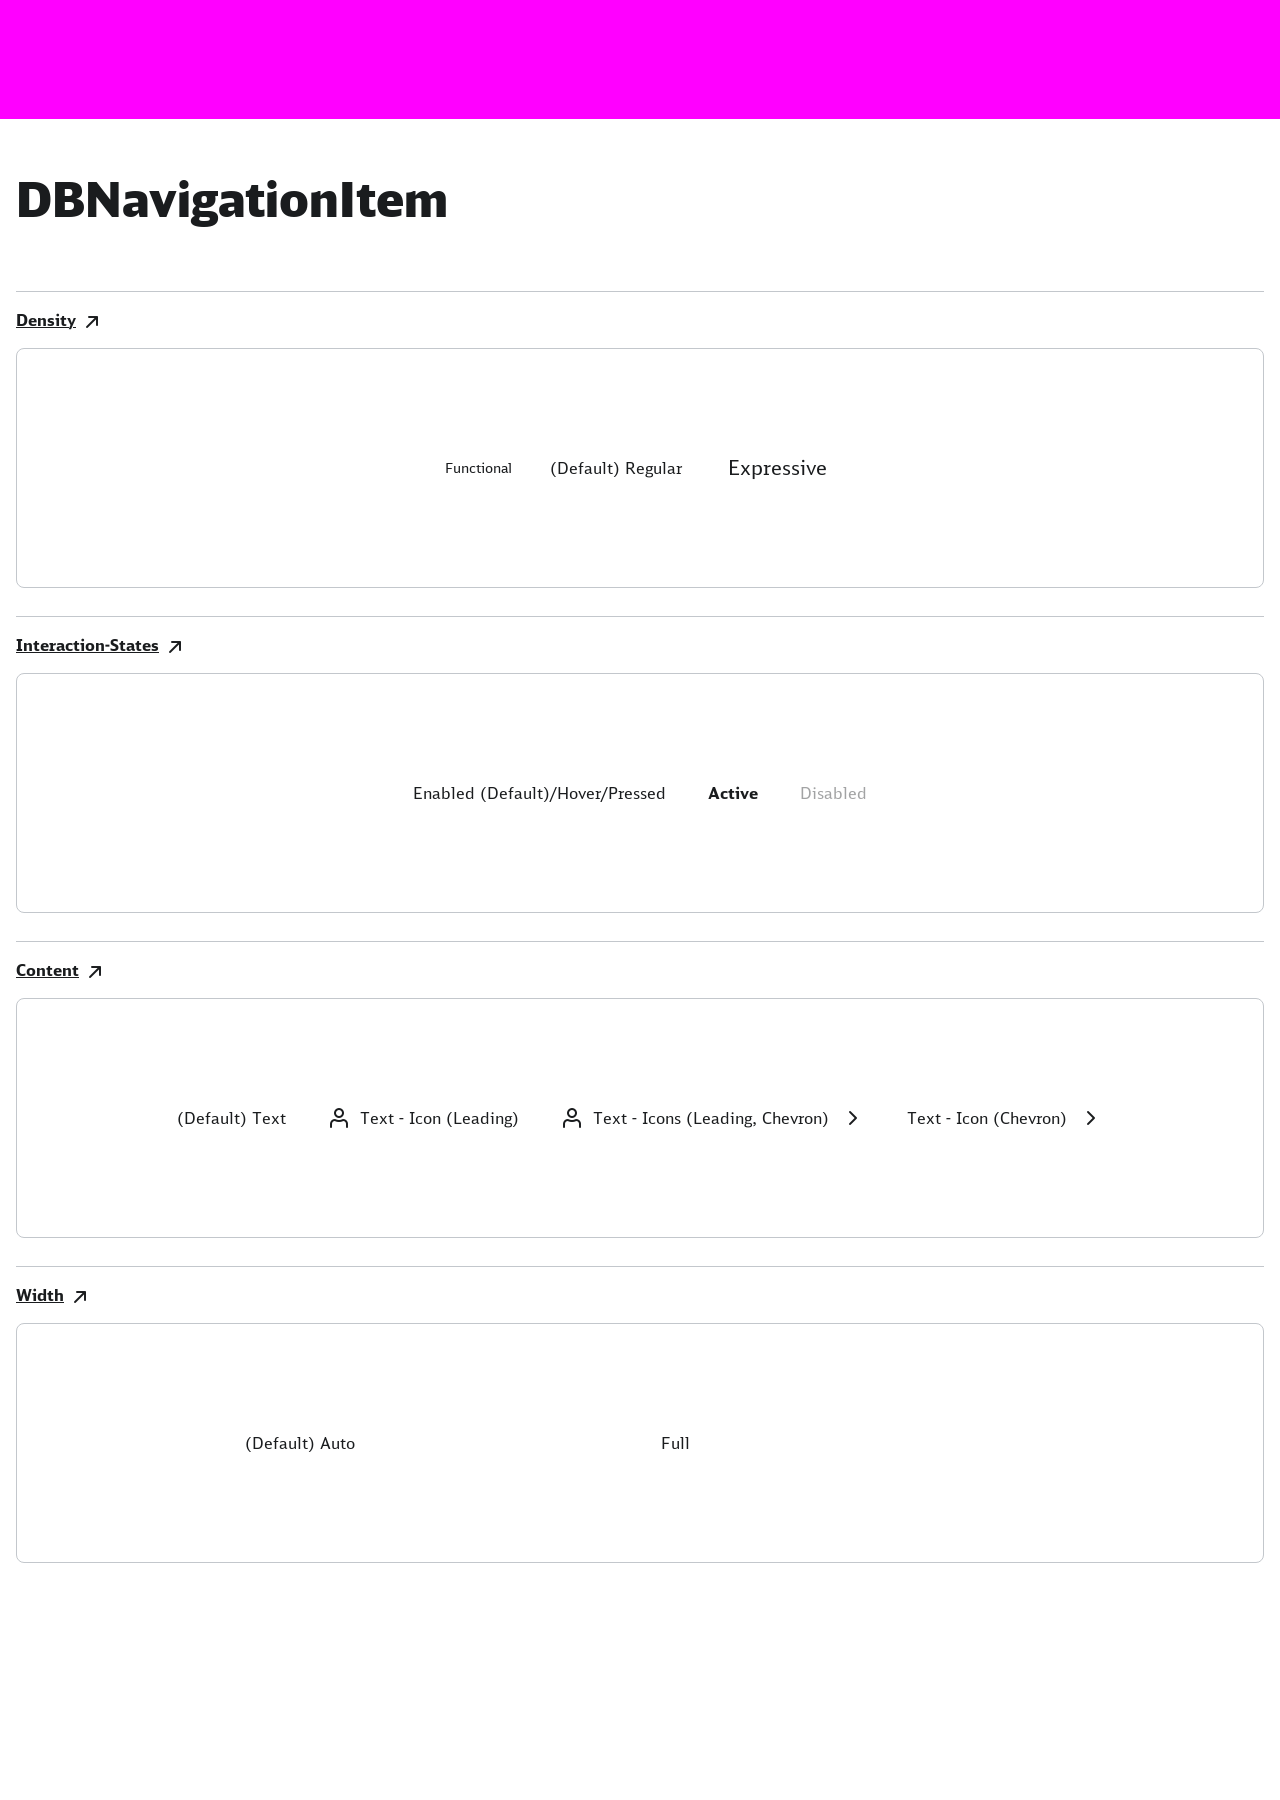 DBNavigationItem
Density
Functional (Default) Regular Expressive
Interaction-States
Enabled (Default)/Hover/Pressed Active Disabled
Content
(Default) Text Text - Icon (Leading) Text - Icons (Leading, Chevron) Text - Icon (Chevron)
Width
(Default) Auto Full